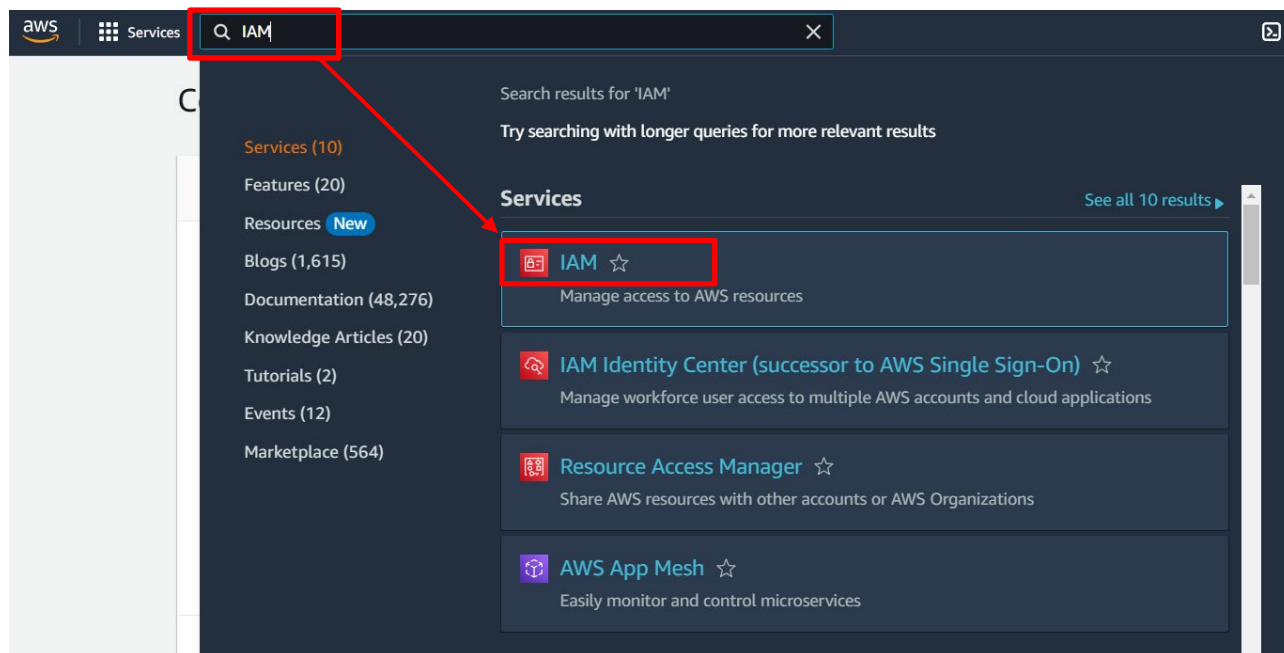 aws
Services
IAM
C
Search results for 'IAM'
Try searching with longer queries for more relevant results
Services (10)
Features (20)
Resources New
Blogs (1,615)
Documentation (48,276)
Knowledge Articles (20)
Tutorials (2)
Events (12)
Marketplace (564)
Services
See all 10 results
IAM
Manage access to AWS resources
IAM Identity Center (successor to AWS Single Sign-On)
Manage workforce user access to multiple AWS accounts and cloud applications
Resource Access Manager
Share AWS resources with other accounts or AWS Organizations
AWS App Mesh
Easily monitor and control microservices